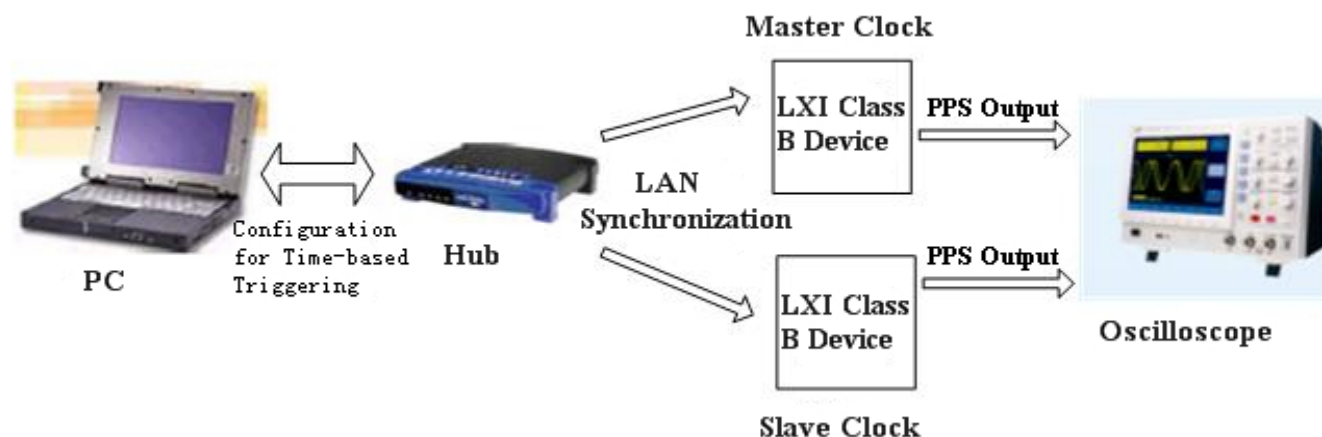 Master Clock
LXI Class
B Device
PPS Output
LAN
Synchronization
Configuration
for Time-based
Triggering
PC
Hub
PPS Output
LXI Class
B Device
Oscilloscope
Slave Clock